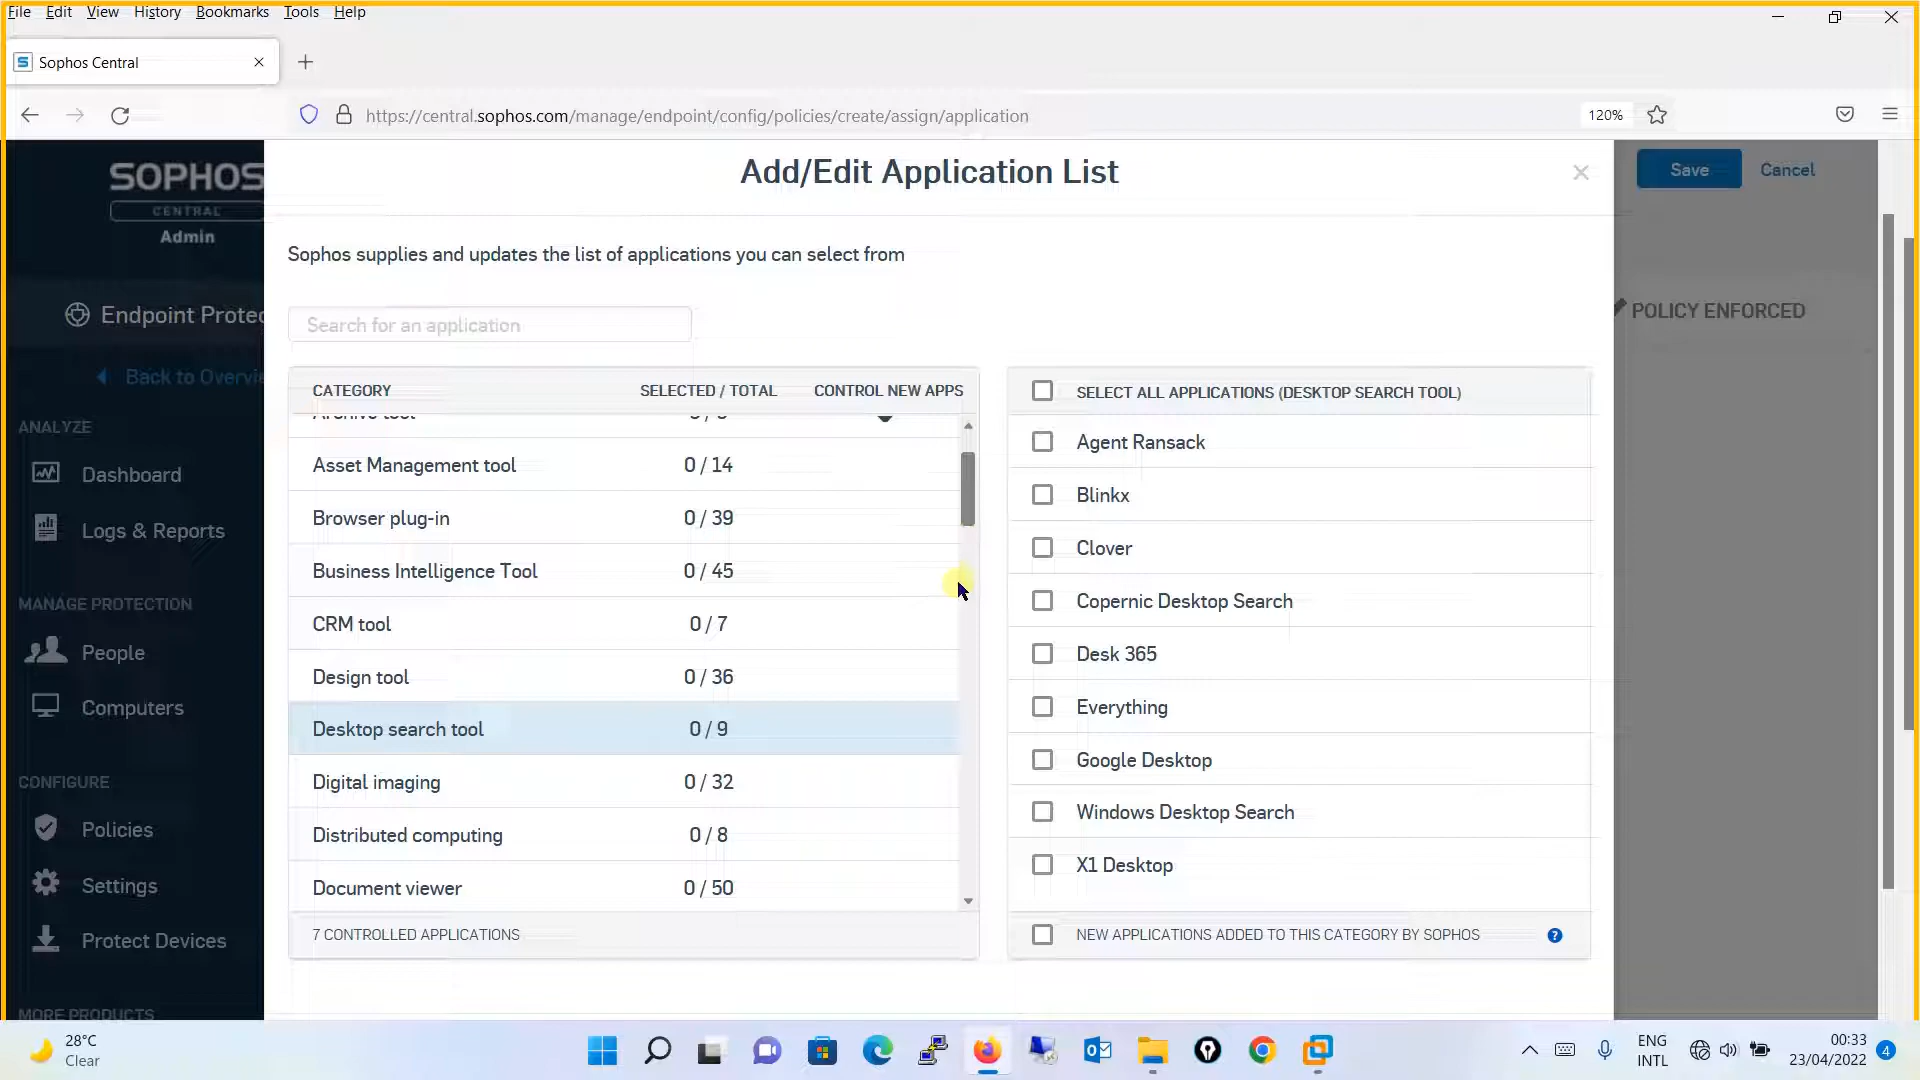 File Edit View History Bookmarks Tools Help
Sophos Central
https://central.sophos.com/manage/endpoint/config/policies/create/assign/application
120%
SOPHOS
CENTRAL
Admin
Endpoint Protec
Back to Overvie
ANALYZE
Dashboard
Logs & Reports
MANAGE PROTECTION
People
Computers
CONFIGURE
Policies
Settings
Protect Devices
MORE PRODUCTS
Add/Edit Application List
Save Cancel
POLICY ENFORCED
Sophos supplies and updates the list of applications you can select from
Search for an application
CATEGORY SELECTED / TOTAL CONTROL NEW APPS
Archive tool
Asset Management tool 0 / 14
Browser plug-in 0 / 39
Business Intelligence Tool 0 / 45
CRM tool 0 / 7
Design tool 0 / 36
Desktop search tool 0 / 9
Digital imaging 0 / 32
Distributed computing 0 / 8
Document viewer 0 / 50
7 CONTROLLED APPLICATIONS
SELECT ALL APPLICATIONS (DESKTOP SEARCH TOOL)
Agent Ransack
Blinkx
Clover
Copernic Desktop Search
Desk 365
Everything
Google Desktop
Windows Desktop Search
X1 Desktop
NEW APPLICATIONS ADDED TO THIS CATEGORY BY SOPHOS ?
28°C
Clear
ENG
INTL
00:33
23/04/2022
4